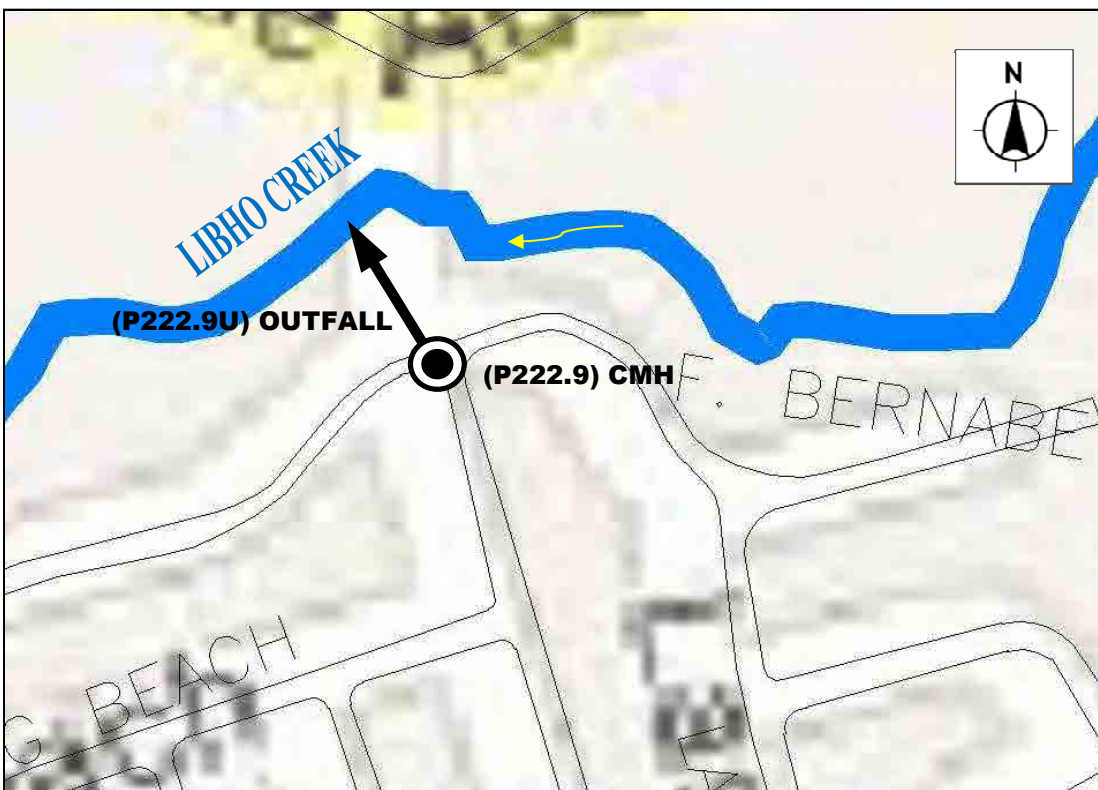 N
LIBHO CREEK
(P222.9U) OUTFALL
(P222.9) CMH
F. BERNABE
G BEACH